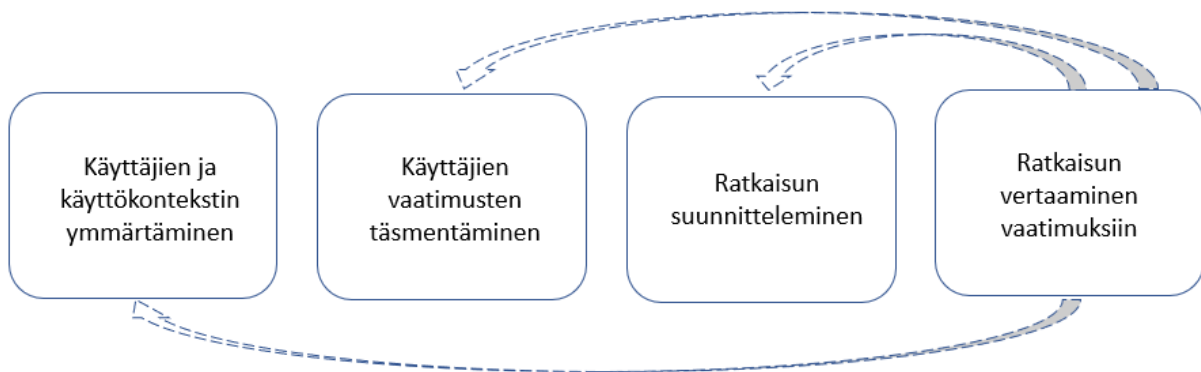 Käyttäjien ja
käyttökontekstin
ymmärtäminen
Käyttäjien
vaatimusten
täsmentäminen
Ratkaisun
suunnitteleminen
Ratkaisun
vertaaminen
vaatimuksiin